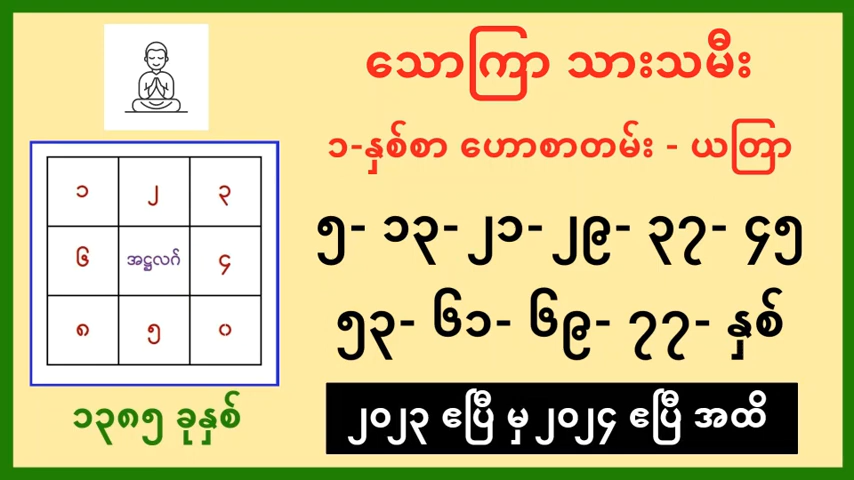 သောကြာ သားသမီး
၁-နှစ်စာ ဟောစာတမ်း - ယတြာ
၅- ၁၃- ၂၁- ၂၉- ၃၇- ၄၅
၅၃- ၆၁- ၆၉- ၇၇- နှစ်
၂၀၂၃ ဧပြီ မှ ၂၀၂၄ ဧပြီ အထိ
၁ ၂ ၃
၆ အဋ္ဌလဂ် ၄
၈ ၅ ၀
၁၃၈၅ ခုနှစ်